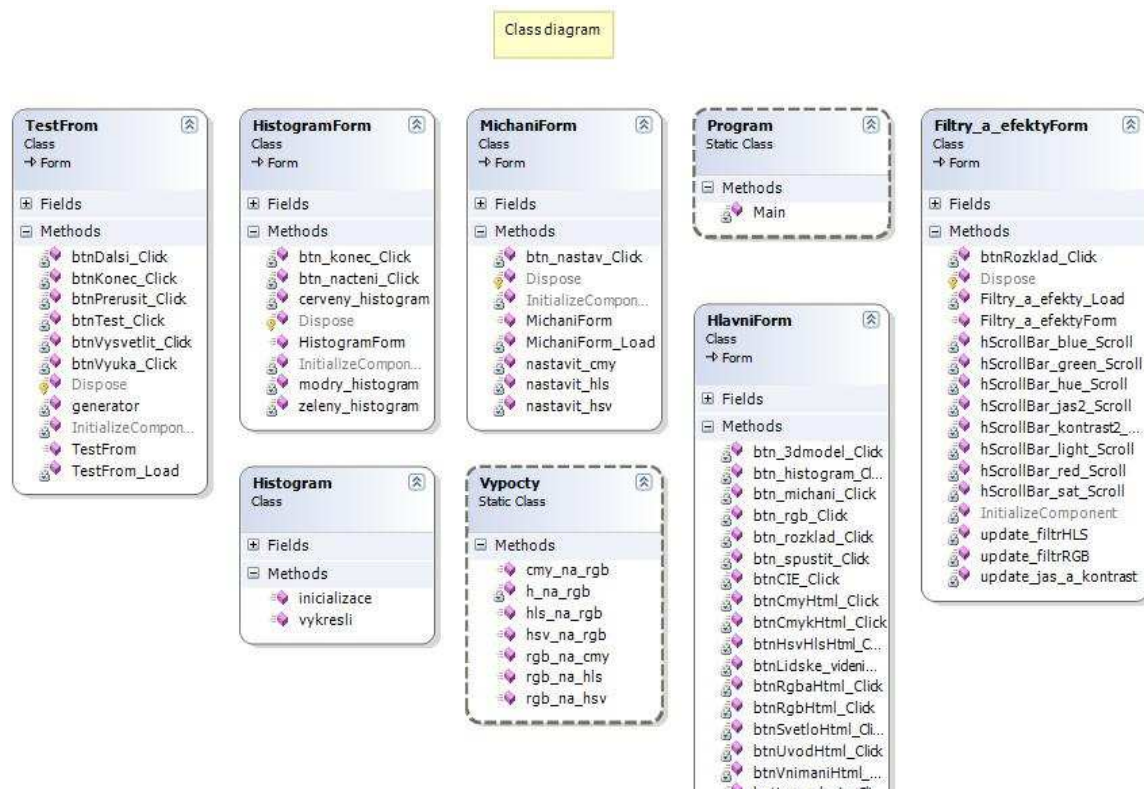 Class diagram
TestFrom
Class
Form
Fields
Methods
btnDalsi_Click
btnKonec_Click
btnPrerusit_Click
btnTest_Click
btnVysvetlit_Click
btnVyuka_Click
Dispose
generator
InitializeCompon...
TestFrom
TestFrom_Load
HistogramForm
Class
Form
Fields
Methods
btn_konec_Click
btn_nacteni_Click
cerveny_histogram
Dispose
HistogramForm
InitializeCompon...
modry_histogram
zeleny_histogram
MichaniForm
Class
Form
Fields
Methods
btn_nastav_Click
Dispose
InitializeCompon...
MichaniForm
MichaniForm_Load
nastavit_cmy
nastavit_hls
nastavit_hsv
Program
Static Class
Methods
Main
Filtry_a_efektyForm
Class
Form
Fields
Methods
btnRozklad_Click
Dispose
Filtry_a_efekty_Load
Filtry_a_efektyForm
hScrollBar_blue_Scroll
hScrollBar_green_Scroll
hScrollBar_hue_Scroll
hScrollBar_jas2_Scroll
hScrollBar_kontrast2_...
hScrollBar_light_Scroll
hScrollBar_red_Scroll
hScrollBar_sat_Scroll
InitializeComponent
update_filtrHLS
update_filtrRGB
update_jas_a_kontrast
Histogram
Class
Fields
Methods
inicializace
vykresli
Vypocty
Static Class
Methods
cmy_na_rgb
h_na_rgb
hls_na_rgb
hsv_na_rgb
rgb_na_cmy
rgb_na_hls
rgb_na_hsv
HlavniForm
Class
Form
Fields
Methods
btn_3dmodel_Click
btn_histogram_Cl...
btn_michani_Click
btn_rgb_Click
btn_rozklad_Click
btn_spustit_Click
btnCIE_Click
btnCmyHtml_Click
btnCmykHtml_Click
btnHsvHlsHtml_C...
btnLidske_videni...
btnRgbaHtml_Click
btnRgbHtml_Click
btnSvetloHtml_Cli...
btnUvodHtml_Click
btnVnimaniHtml_...